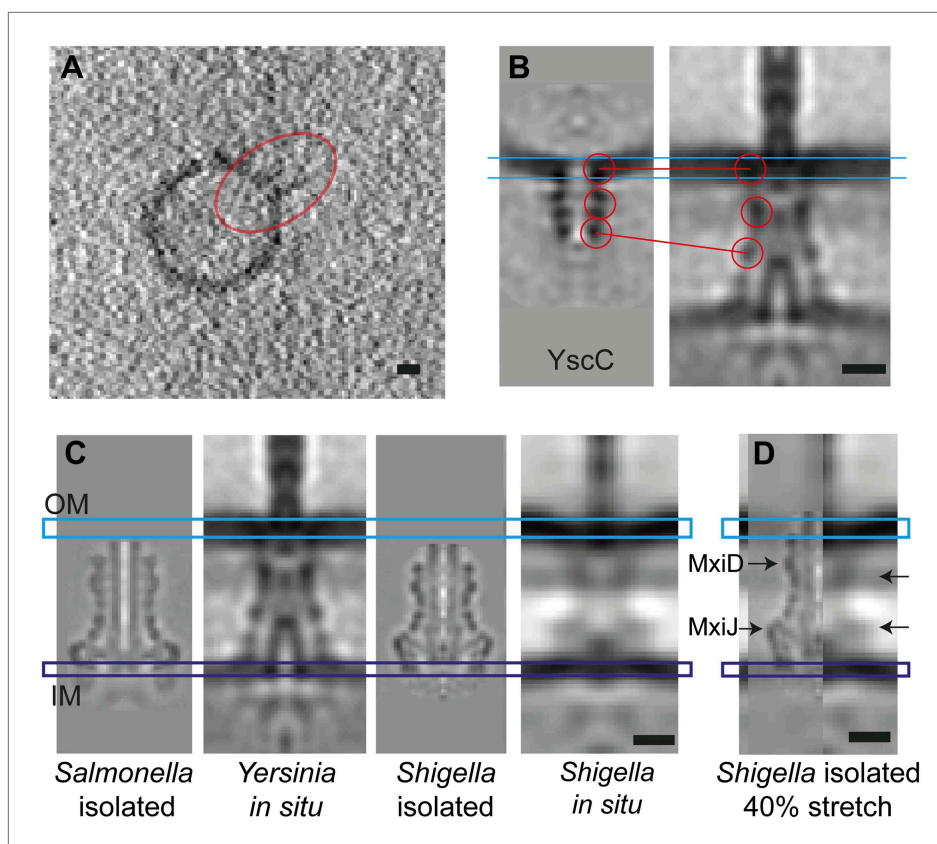 A
B
YscC
C
D
OM
MxiD
MxiJ
IM
Salmonella
isolated
Yersinia
in situ
Shigella
isolated
Shigella
in situ
Shigella isolated
40% stretch